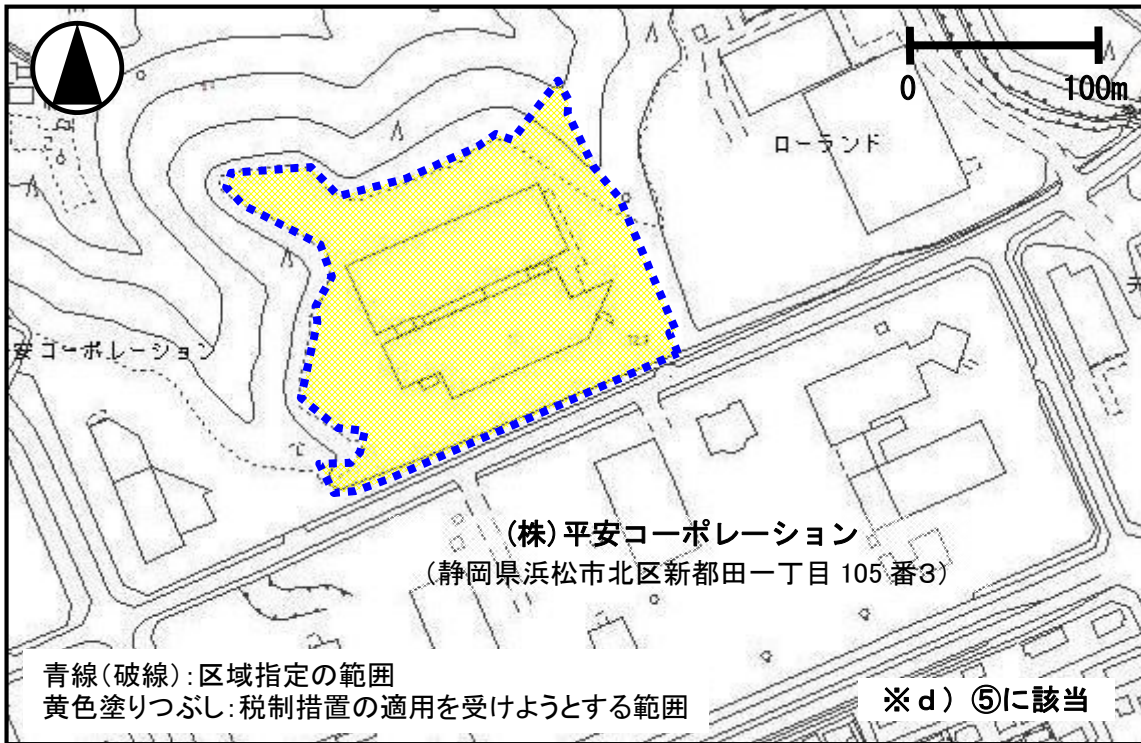 0 100m
ローランド
安コーポレーション
(株)平安コーポレーション
(静岡県浜松市北区新都田一丁目 105 番3)
青線(破線):区域指定の範囲
黄色塗りつぶし:税制措置の適用を受けようとする範囲
※d) ⑤に該当